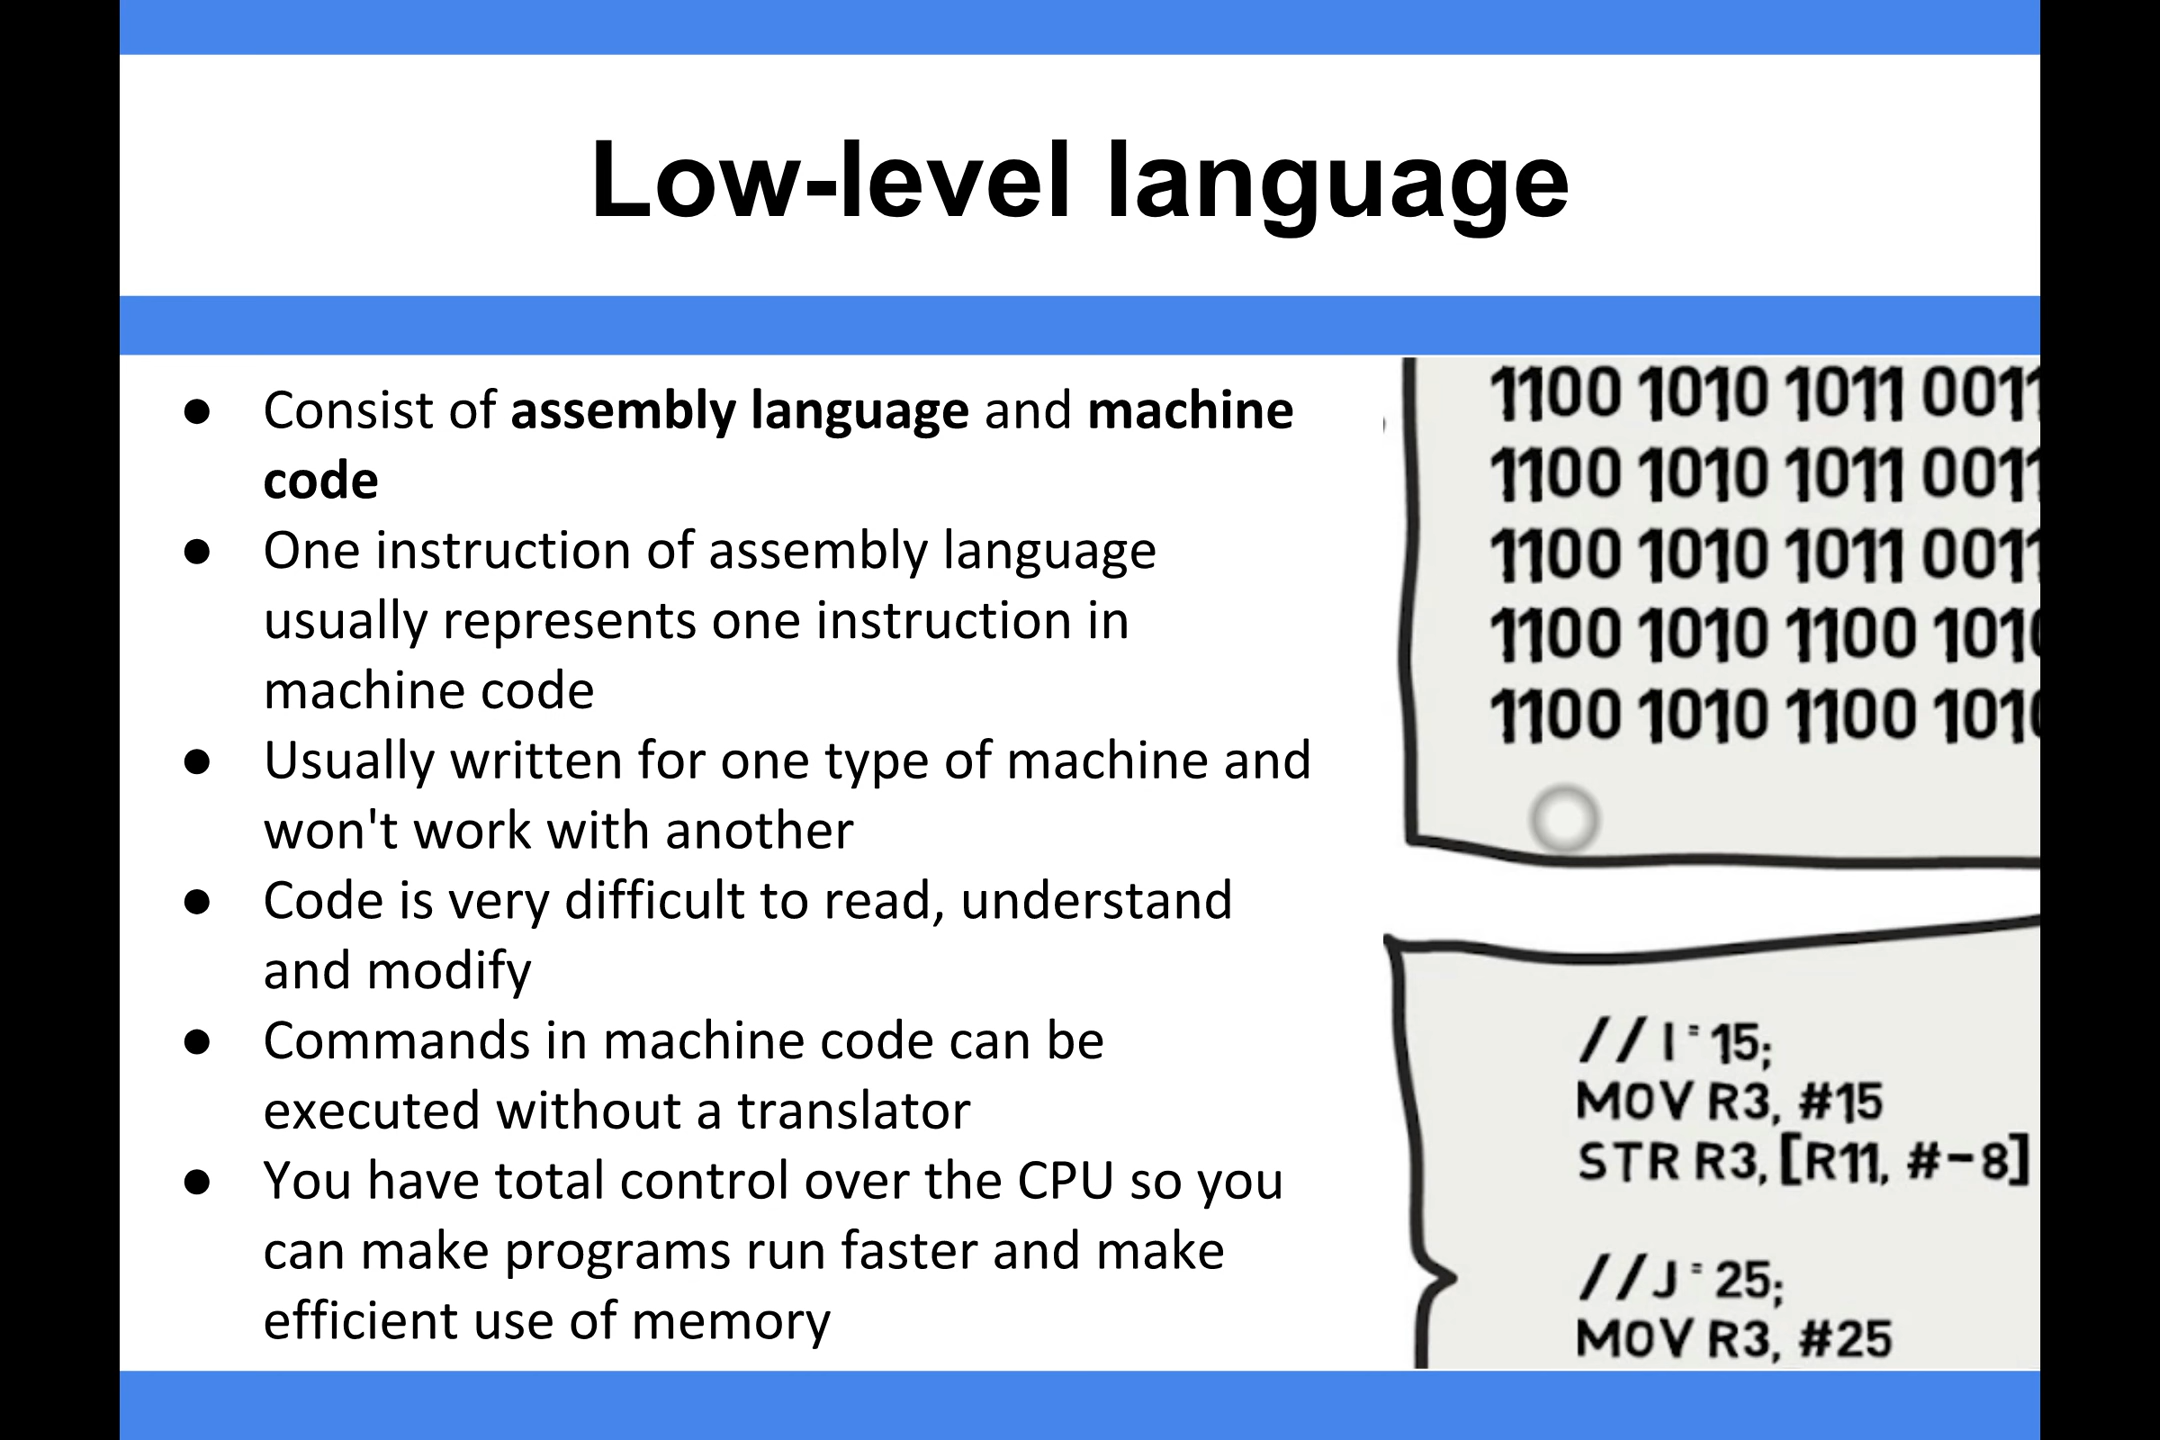 Low-level language
● Consist of assembly language and machine
code
● One instruction of assembly language
usually represents one instruction in
machine code
● Usually written for one type of machine and
won't work with another
● Code is very difficult to read, understand
and modify
● Commands in machine code can be
executed without a translator
● You have total control over the CPU so you
can make programs run faster and make
efficient use of memory
1100 1010 1011 0011
1100 1010 1011 0011
1100 1010 1011 0011
1100 1010 1100 1010
1100 1010 1100 1010
// I = 15;
MOV R3, #15
STR R3, [R11, #-8]
// J = 25;
MOV R3, #25